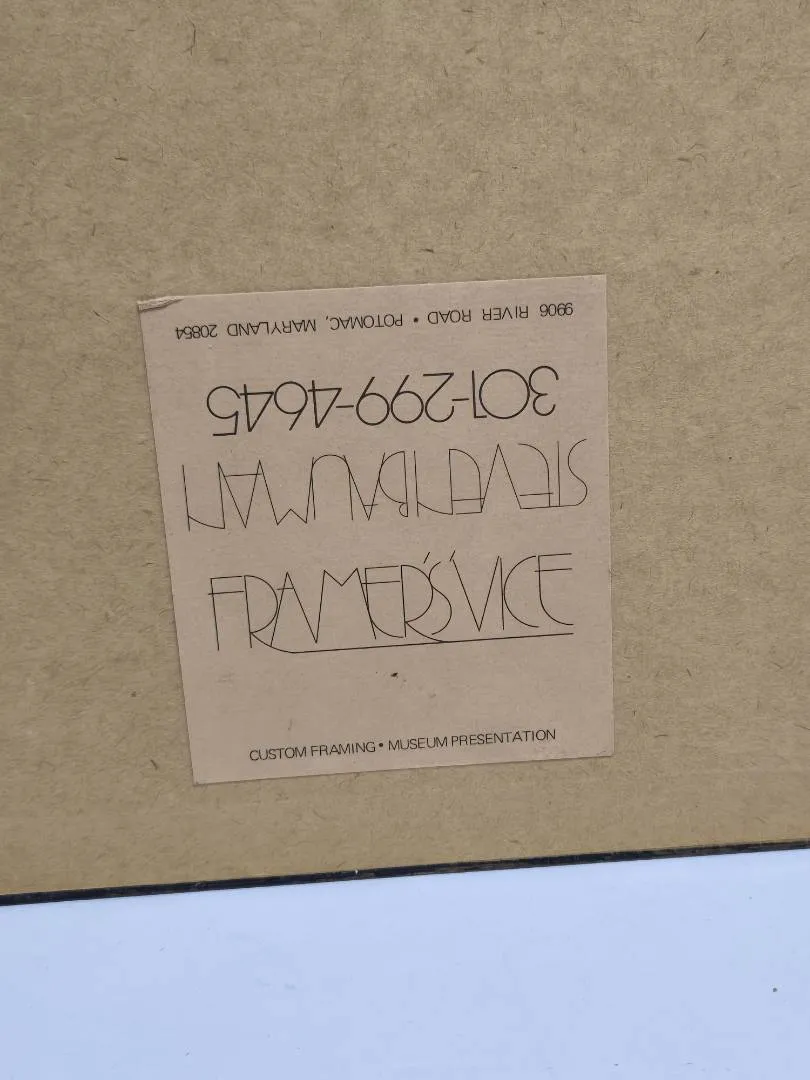 9906 RIVER ROAD • POTOMAC, MARYLAND 20854
301-299-4645
STEVEN BAUMAN
FRAMER'S' VICE
CUSTOM FRAMING • MUSEUM PRESENTATION